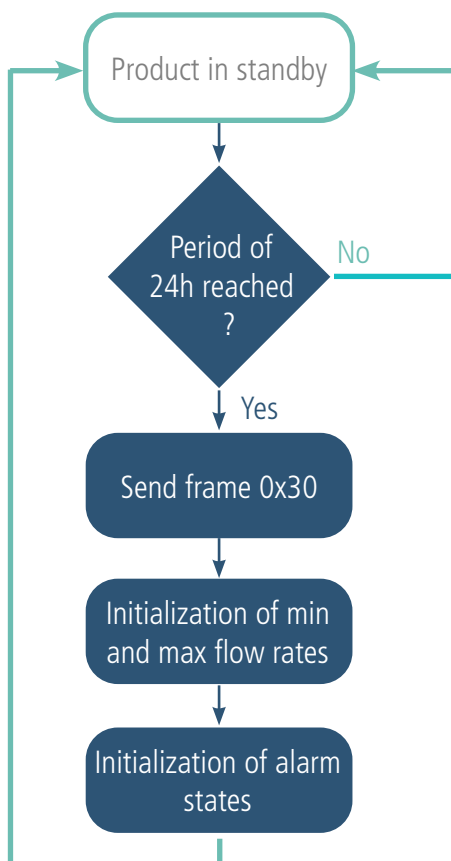 Product in standby
Period of
24h reached
?
No
Yes
Send frame 0x30
Initialization of min
and max flow rates
Initialization of alarm
states